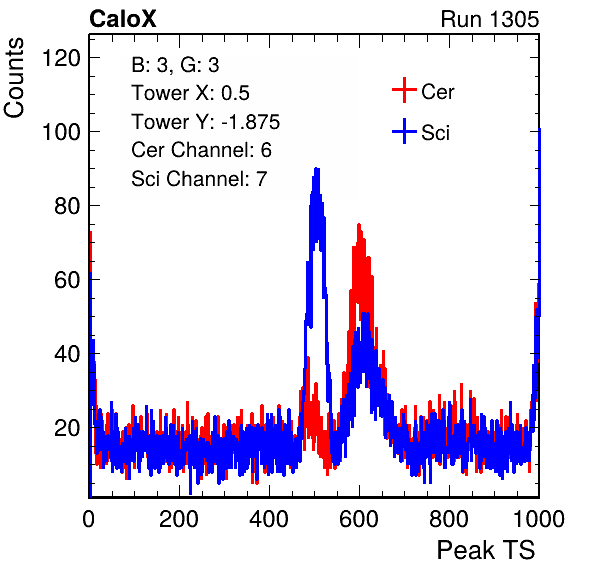 CaloX
Run 1305
Counts
B: 3, G: 3
Tower X: 0.5
Tower Y: -1.875
Cer Channel: 6
Sci Channel: 7
Cer
Sci
120
100
80
60
40
20
0 200 400 600 800 1000
Peak TS